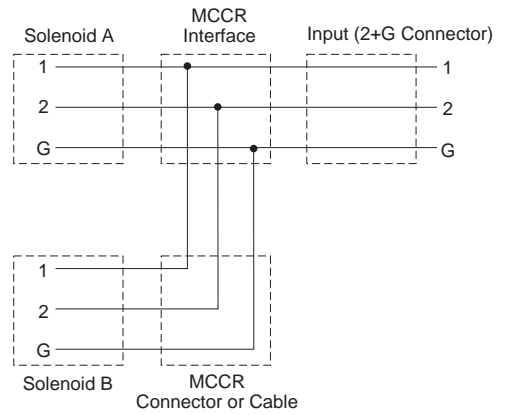 MCCR
Interface
Solenoid A
Input (2+G Connector)
1
1
2
2
G
G
1
2
G
Solenoid B
MCCR
Connector or Cable